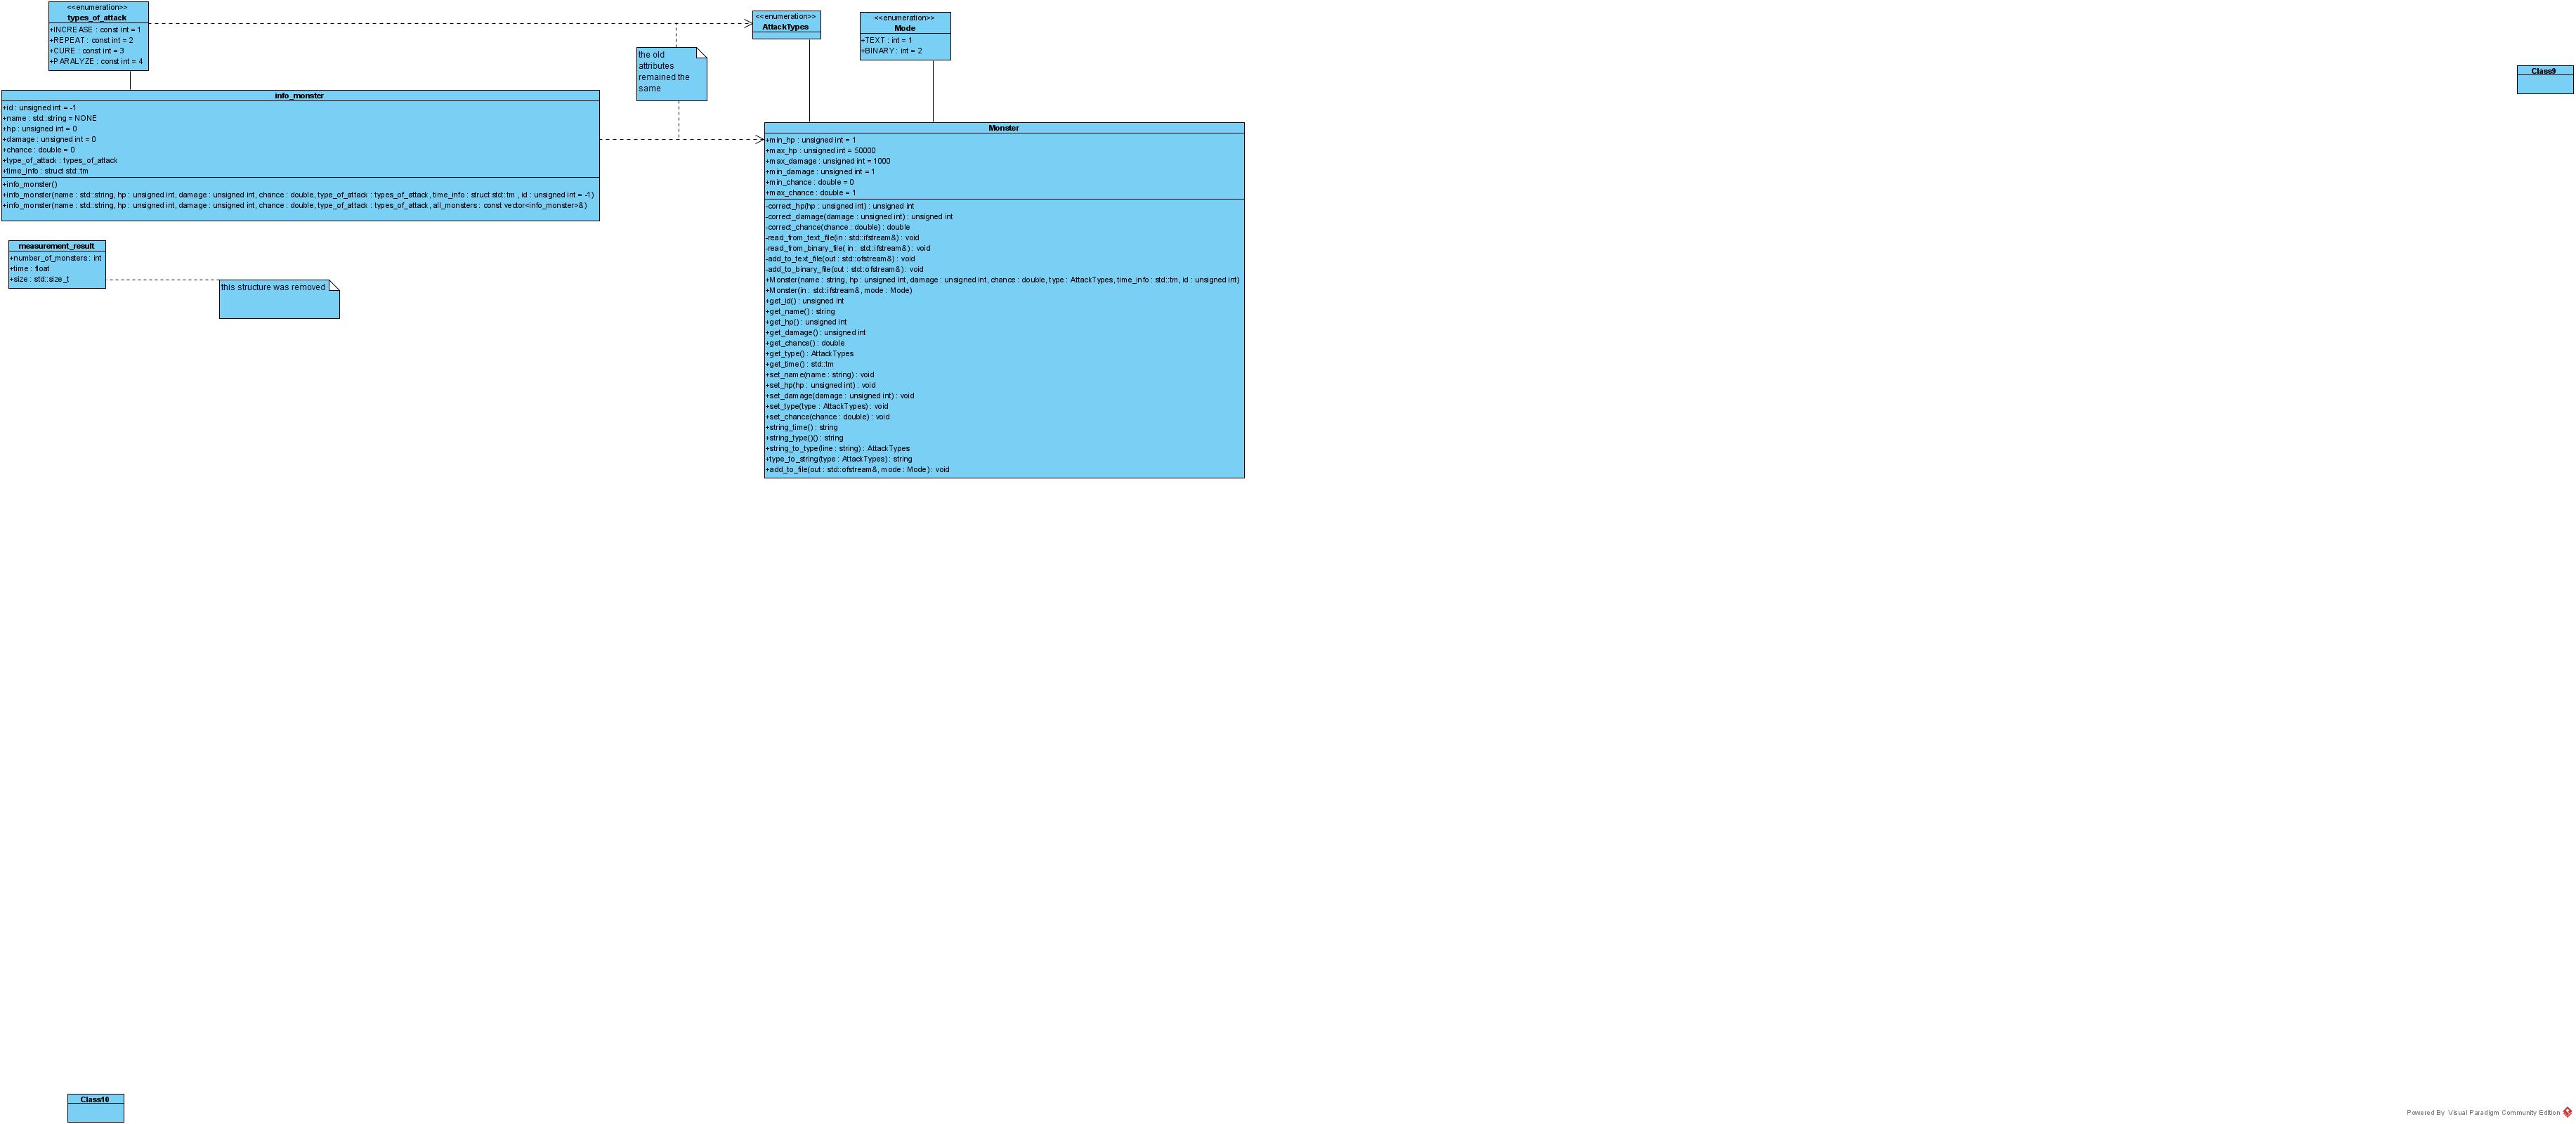 <<enumeration>>
types_of_attack
+INCREASE : const int = 1
+REPEAT : const int = 2
+CURE : const int = 3
+PARALYZE : const int = 4
<<enumeration>>
AttackTypes
<<enumeration>>
Mode
+TEXT : int = 1
+BINARY : int = 2
the old
attributes
remained the
same
Class9
info_monster
+id : unsigned int = -1
+name : std::string = NONE
+hp : unsigned int = 0
+damage : unsigned int = 0
+chance : double = 0
+type_of_attack : types_of_attack
+time_info : struct std::tm
+info_monster()
+info_monster(name : std::string, hp : unsigned int, damage : unsigned int, chance : double, type_of_attack : types_of_attack, time_info : struct std::tm , id : unsigned int = -1)
+info_monster(name : std::string, hp : unsigned int, damage : unsigned int, chance : double, type_of_attack : types_of_attack, all_monsters : const vector<info_monster>&)
Monster
+min_hp : unsigned int = 1
+max_hp : unsigned int = 50000
+max_damage : unsigned int = 1000
+min_damage : unsigned int = 1
+min_chance : double = 0
+max_chance : double = 1
-correct_hp(hp : unsigned int) : unsigned int
-correct_damage(damage : unsigned int) : unsigned int
-correct_chance(chance : double) : double
-read_from_text_file(in : std::ifstream&) : void
-read_from_binary_file( in : std::ifstream&) : void
-add_to_text_file(out : std::ofstream&) : void
-add_to_binary_file(out : std::ofstream&) : void
+Monster(name : string, hp : unsigned int, damage : unsigned int, chance : double, type : AttackTypes, time_info : std::tm, id : unsigned int)
+Monster(in : std::ifstream&, mode : Mode)
+get_id() : unsigned int
+get_name() : string
+get_hp() : unsigned int
+get_damage() : unsigned int
+get_chance() : double
+get_type() : AttackTypes
+get_time() : std::tm
+set_name(name : string) : void
+set_hp(hp : unsigned int) : void
+set_damage(damage : unsigned int) : void
+set_type(type : AttackTypes) : void
+set_chance(chance : double) : void
+string_time() : string
+string_type()() : string
+string_to_type(line : string) : AttackTypes
+type_to_string(type : AttackTypes) : string
+add_to_file(out : std::ofstream&, mode : Mode) : void
measurement_result
+number_of_monsters : int
+time : float
+size : std::size_t
this structure was removed
Class10
Powered By Visual Paradigm Community Edition